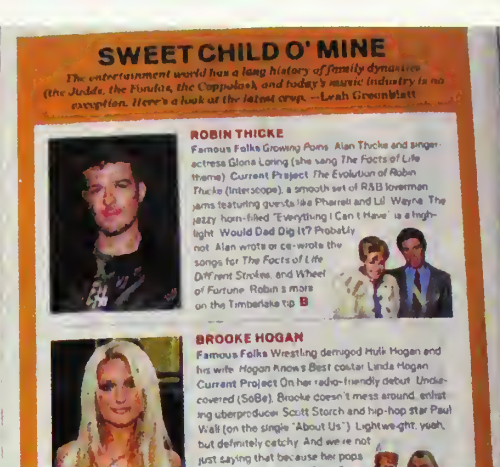 SWEET CHILD O' MINE
The entertainment world has a long history of family dynasties
(the Judds, the Fondas, the Coppolas), and today's music industry is no
exception. Here's a look at the latest crop. —Leah Greenblatt
ROBIN THICKE
Famous Folks Growing Pains' Alan Thicke and singer-
actress Gloria Loring (she sang The Facts of Life
theme) Current Project The Evolution of Robin
Thicke (Interscope), a smooth set of R&B loverman
jams featuring guests like Pharrell and Lil Wayne. The
jazzy horn-filled "Everything I Can't Have" is a high-
light. Would Dad Dig It? Probably
not. Alan wrote or co-wrote the
songs for The Facts of Life
Diff'rent Strokes, and Wheel
of Fortune. Robin's more
on the Timberlake tip. B
BROOKE HOGAN
Famous Folks Wrestling demigod Hulk Hogan and
his wife, Hogan Knows Best costar Linda Hogan
Current Project On her radio-friendly debut, Undis-
covered (SoBe), Brooke doesn't mess around, enlist-
ing uberproducer Scott Storch and hip-hop star Paul
Wall (on the single "About Us"). Lightweight, yeah,
but definitely catchy. And we're not
just saying that because her pops